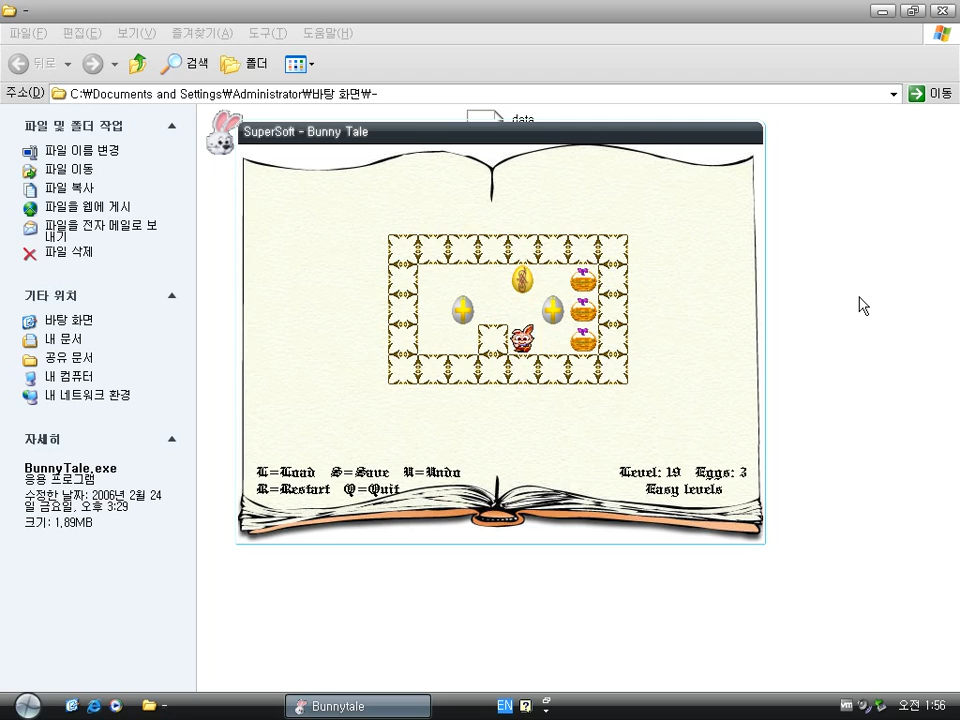 -
파일(F) 편집(E) 보기(V) 즐겨찾기(A) 도구(T) 도움말(H)
뒤로 검색 폴더
주소(D) C:₩Documents and Settings₩Administrator₩바탕 화면₩- 이동
파일 및 폴더 작업
파일 이름 변경
파일 이동
파일 복사
파일을 웹에 게시
파일을 전자 메일로 보
내기
파일 삭제
기타 위치
바탕 화면
내 문서
공유 문서
내 컴퓨터
내 네트워크 환경
자세히
BunnyTale.exe
응용 프로그램
수정한 날짜: 2006년 2월 24
일 금요일, 오후 3:29
크기: 1.89MB
data
SuperSoft - Bunny Tale
L=Load S=Save U=Undo
R=Restart Q=Quit
Level: 19 Eggs: 3
Easy levels
-
Bunnytale
EN
오전 1:56